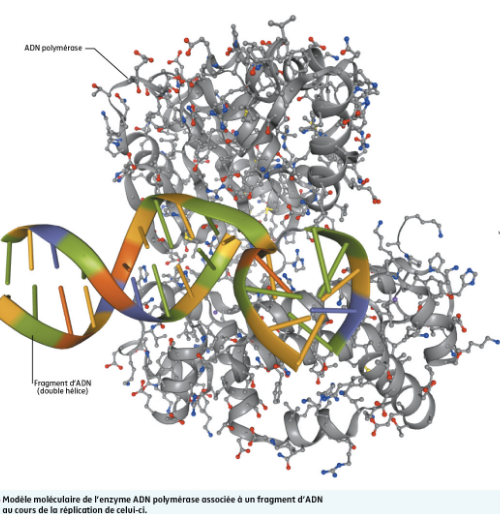 ADN polymérase
Fragment d'ADN
(double hélice)
Modèle moléculaire de l'enzyme ADN polymérase associée à un fragment d'ADN
au cours de la réplication de celui-ci.